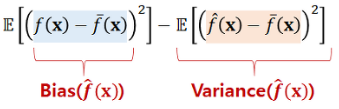 𝔼[(f(𝐱) − f̄(𝐱))²] − 𝔼[(f̂(𝐱) − f̄(𝐱))²]
Bias(f̂(𝐱)) Variance(f̂(𝐱))